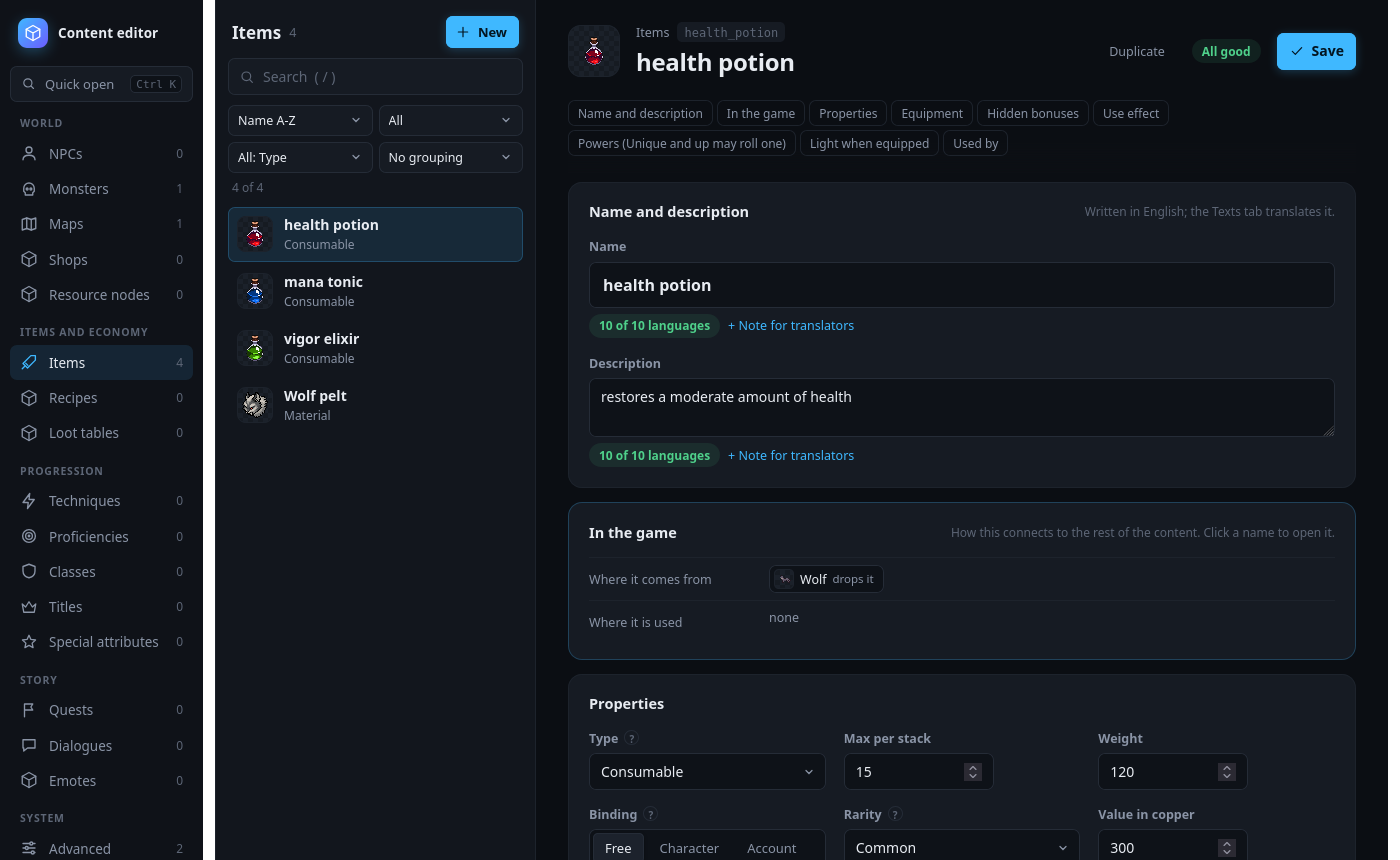 Content editor
Quick open Ctrl K
WORLD
NPCs 0
Monsters 1
Maps 1
Shops 0
Resource nodes 0
ITEMS AND ECONOMY
Items 4
Recipes 0
Loot tables 0
PROGRESSION
Techniques 0
Proficiencies 0
Classes 0
Titles 0
Special attributes 0
STORY
Quests 0
Dialogues 0
Emotes 0
SYSTEM
Advanced 2
Items 4
+ New
Search ( / )
Name A-Z All
All: Type No grouping
4 of 4
health potion
Consumable
mana tonic
Consumable
vigor elixir
Consumable
Wolf pelt
Material
Items health_potion
health potion
Duplicate All good Save
Name and description In the game Properties Equipment Hidden bonuses Use effect
Powers (Unique and up may roll one) Light when equipped Used by
Name and description Written in English; the Texts tab translates it.
Name
health potion
10 of 10 languages + Note for translators
Description
restores a moderate amount of health
10 of 10 languages + Note for translators
In the game How this connects to the rest of the content. Click a name to open it.
Where it comes from Wolf drops it
Where it is used none
Properties
Type ? Max per stack Weight
Consumable 15 120
Binding ? Rarity ? Value in copper
Free Character Account Common 300